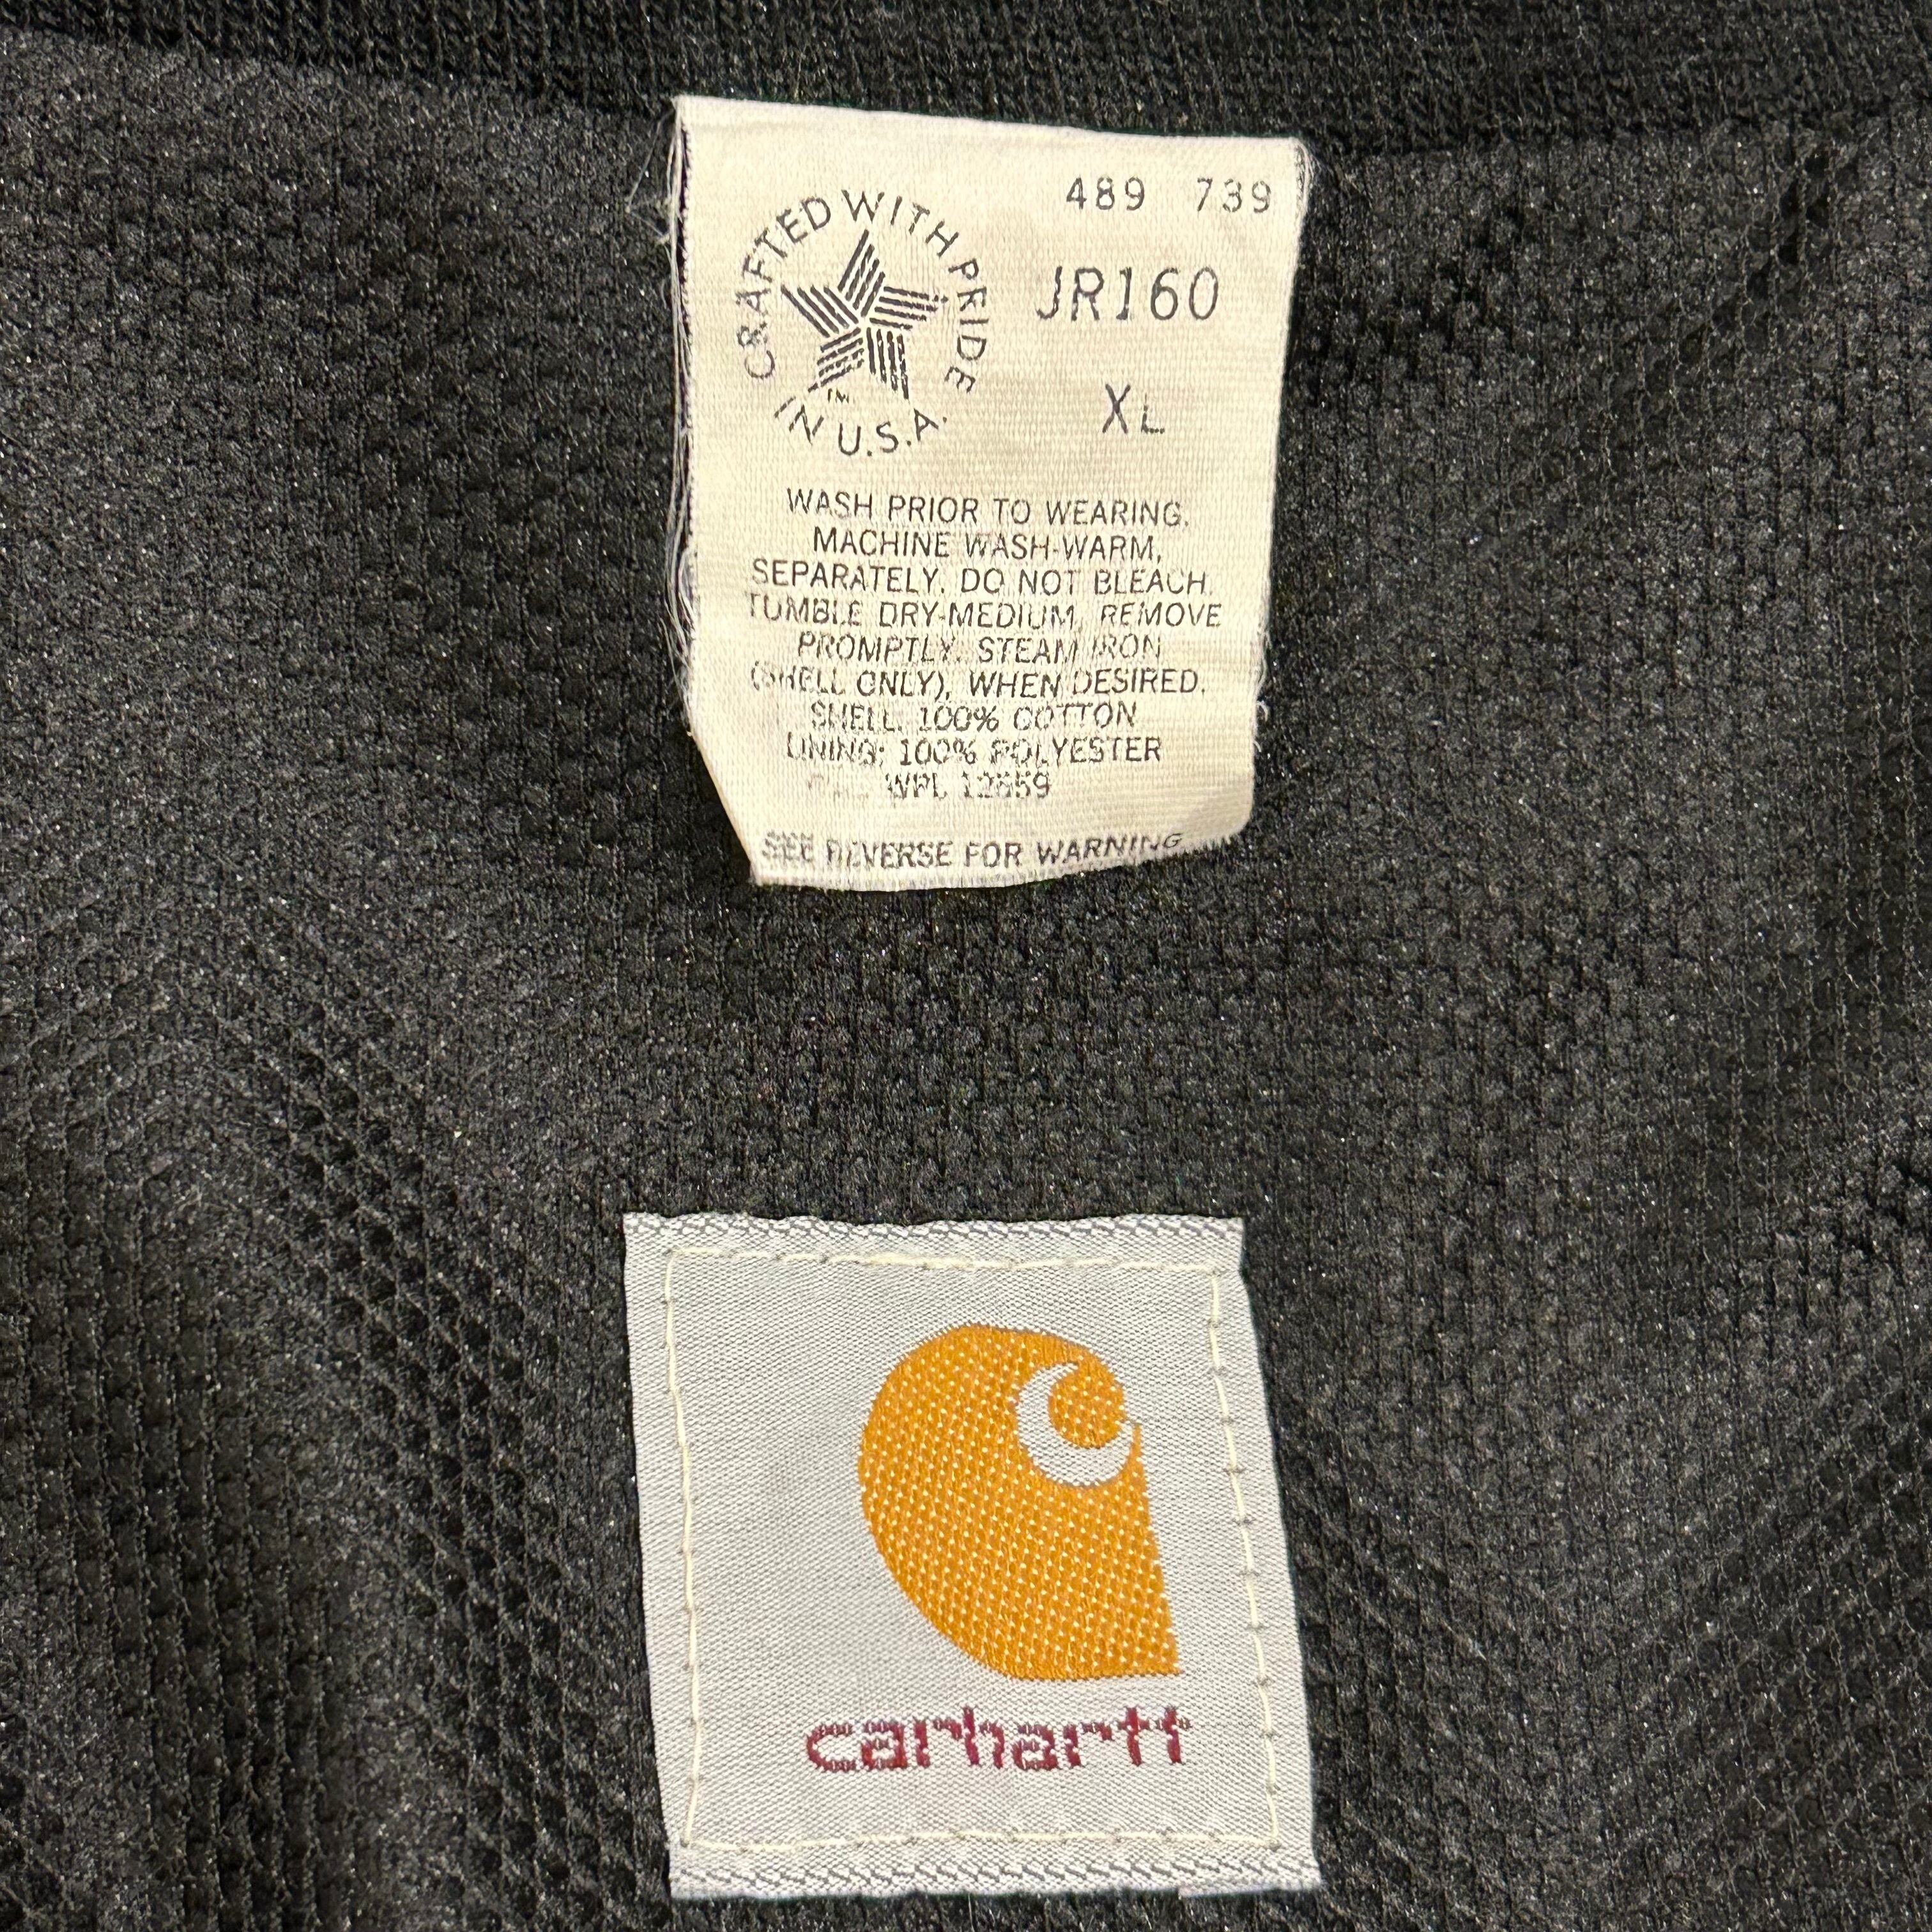 489 739
CRAFTED WITH PRIDE
IN U.S.A.
TM
JR160
XL
WASH PRIOR TO WEARING.
MACHINE WASH-WARM,
SEPARATELY. DO NOT BLEACH.
TUMBLE DRY-MEDIUM, REMOVE
PROMPTLY. STEAM IRON
(SHELL ONLY), WHEN DESIRED.
SHELL: 100% COTTON
LINING: 100% POLYESTER
WPL
SEE REVERSE FOR WARNING
carhartt